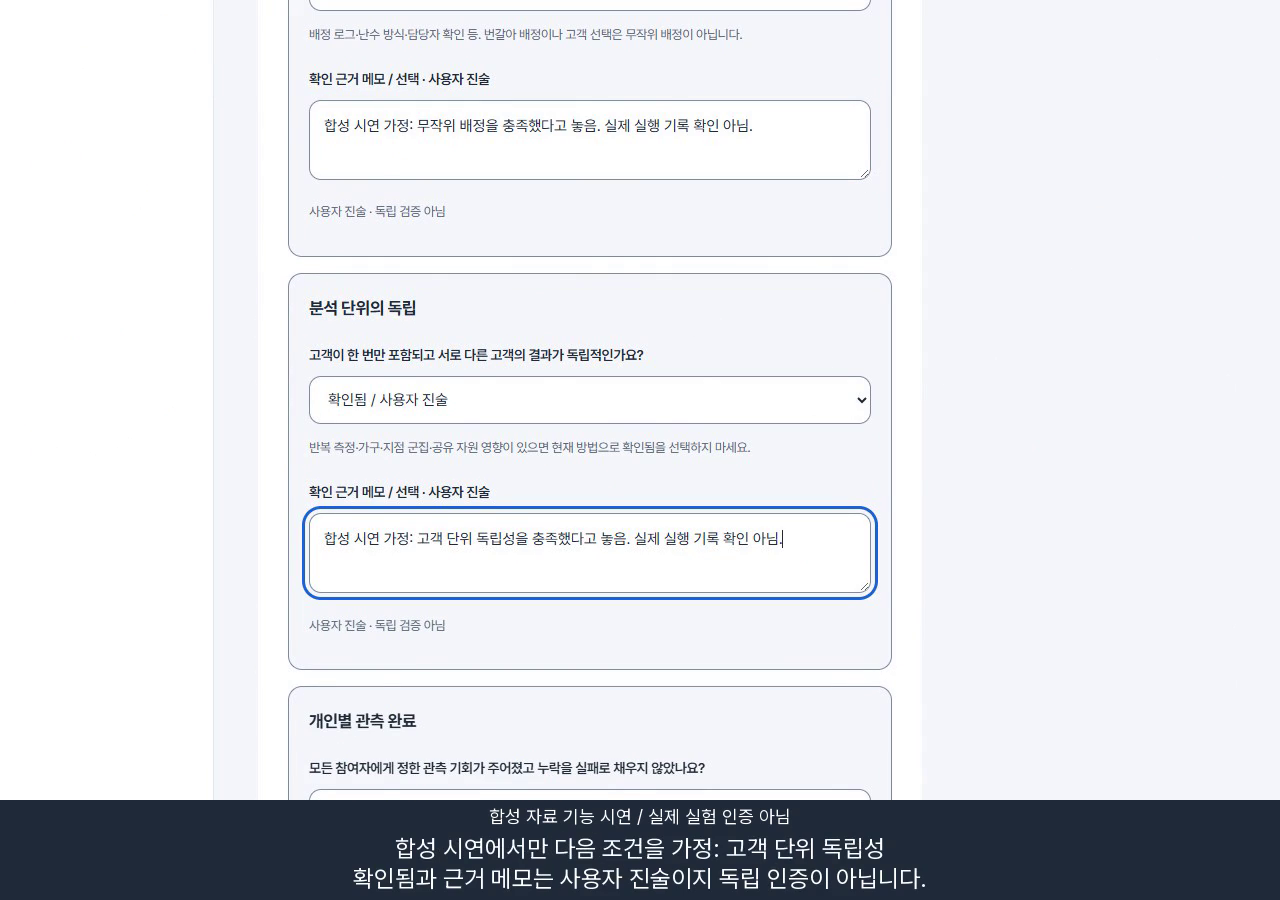 배정 로그·난수 방식·담당자 확인 등. 번갈아 배정이나 고객 선택은 무작위 배정이 아닙니다.
확인 근거 메모 / 선택 · 사용자 진술
합성 시연 가정: 무작위 배정을 충족했다고 놓음. 실제 실행 기록 확인 아님.
사용자 진술 · 독립 검증 아님
분석 단위의 독립
고객이 한 번만 포함되고 서로 다른 고객의 결과가 독립적인가요?
확인됨 / 사용자 진술
반복 측정·가구·지점 군집·공유 자원 영향이 있으면 현재 방법으로 확인됨을 선택하지 마세요.
확인 근거 메모 / 선택 · 사용자 진술
합성 시연 가정: 고객 단위 독립성을 충족했다고 놓음. 실제 실행 기록 확인 아님.
사용자 진술 · 독립 검증 아님
개인별 관측 완료
모든 참여자에게 정한 관측 기회가 주어졌고 누락을 실패로 채우지 않았나요?
합성 자료 기능 시연 / 실제 실험 인증 아님
합성 시연에서만 다음 조건을 가정: 고객 단위 독립성
확인됨과 근거 메모는 사용자 진술이지 독립 인증이 아닙니다.